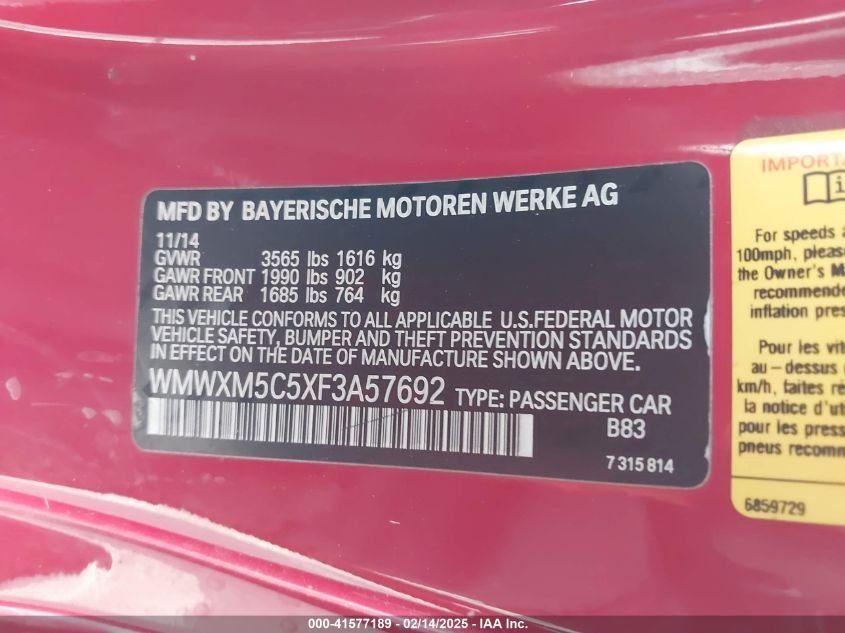 MFD BY BAYERISCHE MOTOREN WERKE AG
11/14
GVWR 3565 lbs 1616 kg
GAWR FRONT 1990 lbs 902 kg
GAWR REAR 1685 lbs 764 kg
THIS VEHICLE CONFORMS TO ALL APPLICABLE U.S.FEDERAL MOTOR
VEHICLE SAFETY, BUMPER AND THEFT PREVENTION STANDARDS
IN EFFECT ON THE DATE OF MANUFACTURE SHOWN ABOVE.
WMWXM5C5XF3A57692 TYPE: PASSENGER CAR
B83
7 315 814
IMPORTA
For speeds a
100mph, pleas
the Owner's Ma
recommende
inflation pres
Pour les vit
au-dessus d
km/h, faites ré
la notice d'ut
pour les press
pneus recomm
6859729
000-41577189 - 02/14/2025 - IAA, Inc.